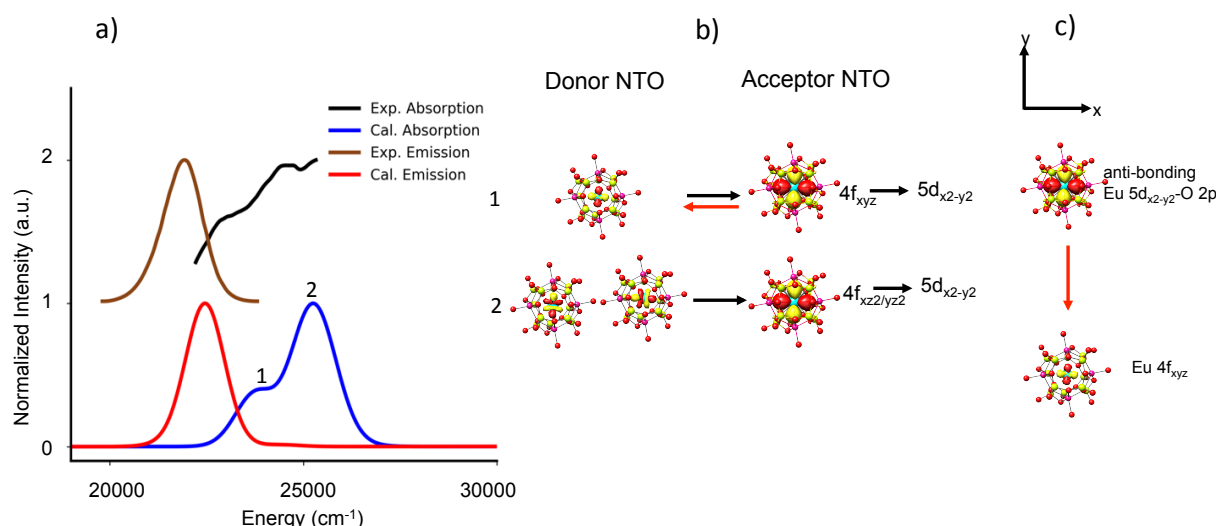 a)
b)
c)
Normalized Intensity (a.u.)
2
1
0
Exp. Absorption
Cal. Absorption
Exp. Emission
Cal. Emission
1
2
20000
25000
30000
Energy (cm-1)
Donor NTO
Acceptor NTO
1
4fxyz
5dx2-y2
2
4fxz2/yz2
5dx2-y2
y
x
anti-bonding
Eu 5dx2-y2-O 2p
Eu 4fxyz